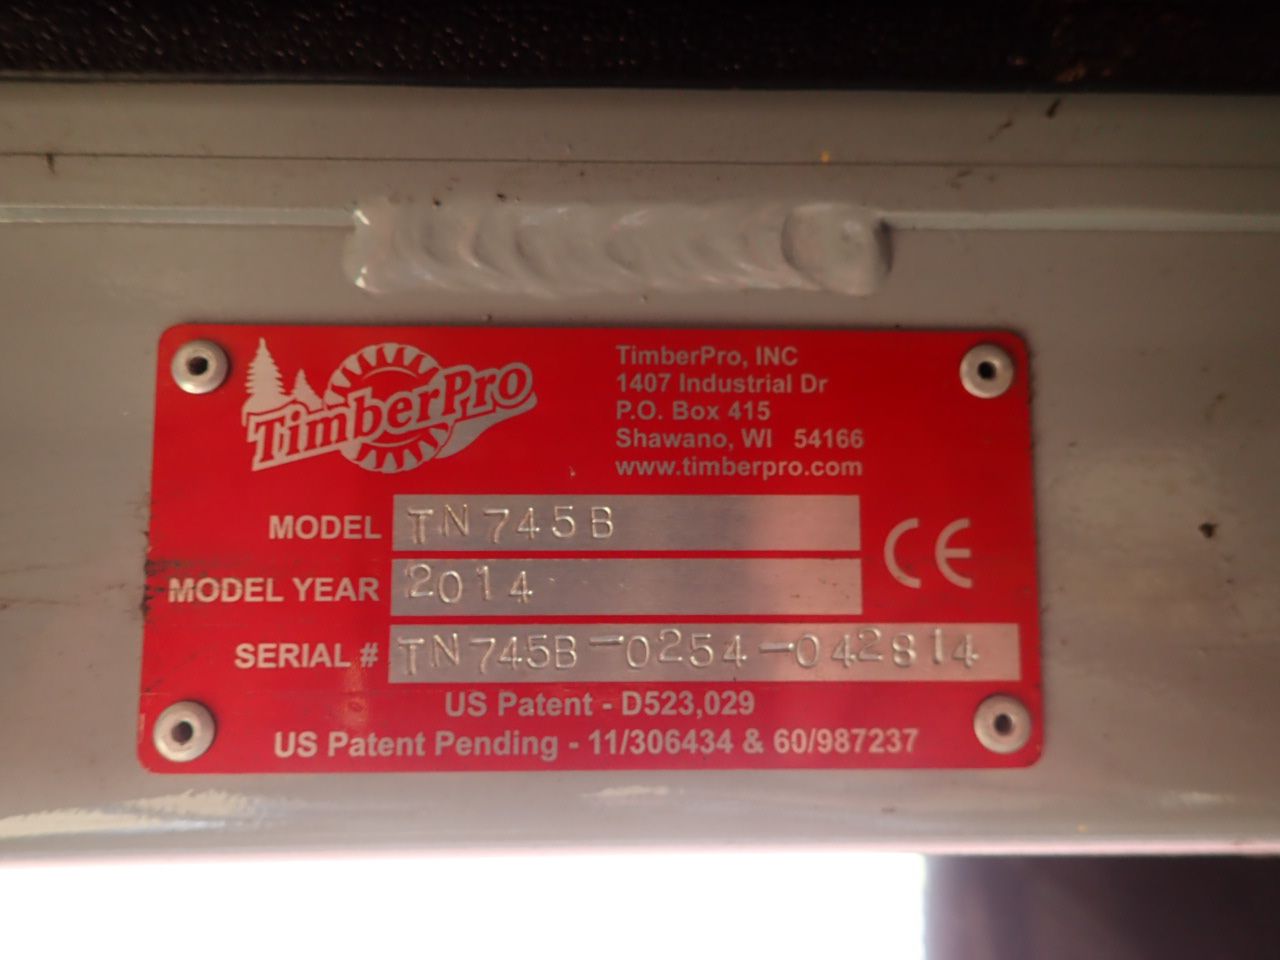 TimberPro
TimberPro, INC
1407 Industrial Dr
P.O. Box 415
Shawano, WI 54166
www.timberpro.com
MODEL TN745B
MODEL YEAR 2014
CE
SERIAL # TN745B-0254-042814
US Patent - D523,029
US Patent Pending - 11/306434 & 60/987237